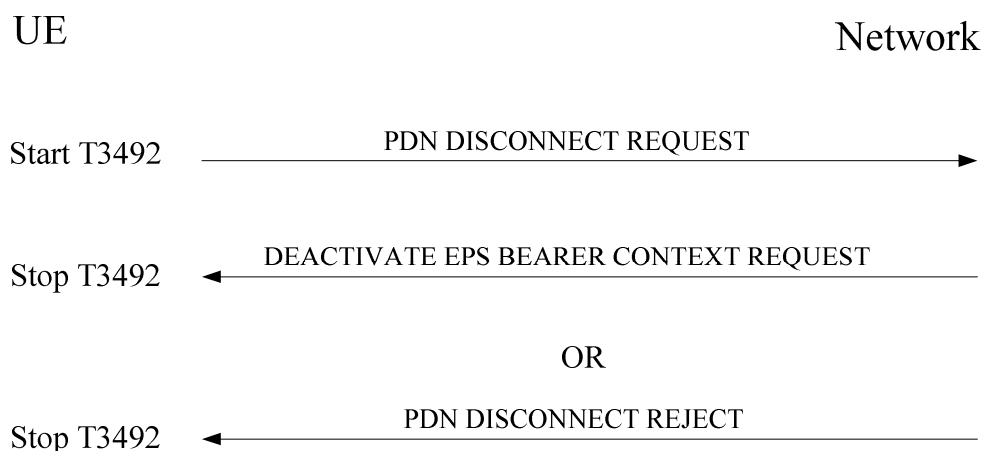 UE
Network
Start T3492
PDN DISCONNECT REQUEST
DEACTIVATE EPS BEARER CONTEXT REQUEST
Stop T3492
OR
PDN DISCONNECT REJECT
Stop T3492